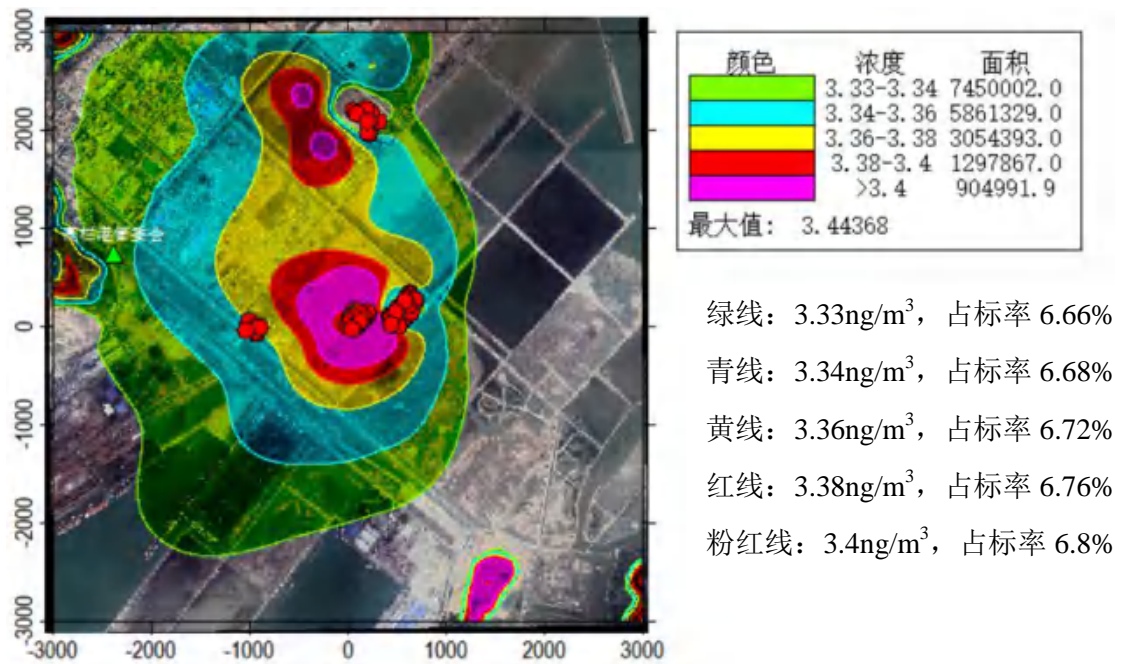 颜色 浓度 面积
3.33-3.34 7450002.0
3.34-3.36 5861329.0
3.36-3.38 3054393.0
3.38-3.4 1297867.0
>3.4 904991.9
最大值: 3.44368
绿线：3.33ng/m³，占标率 6.66%
青线：3.34ng/m³，占标率 6.68%
黄线：3.36ng/m³，占标率 6.72%
红线：3.38ng/m³，占标率 6.76%
粉红线：3.4ng/m³，占标率 6.8%
3000
2000
1000
0
-1000
-2000
-3000
-3000 -2000 -1000 0 1000 2000 3000